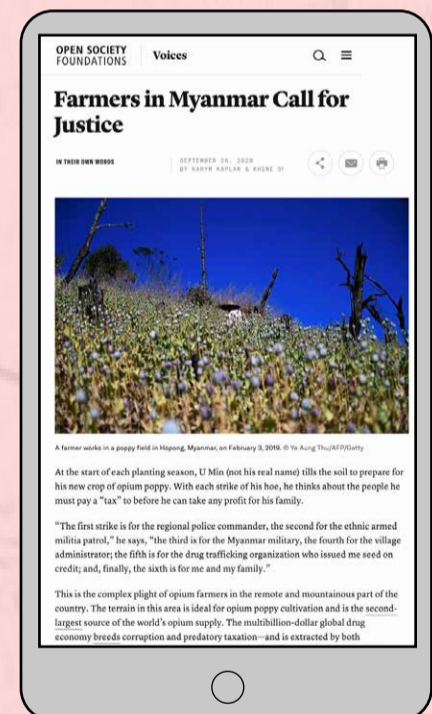 OPEN SOCIETY
FOUNDATIONS
Voices
Farmers in Myanmar Call for
Justice
IN THEIR OWN WORDS
SEPTEMBER 28, 2020
BY KARYN KAPLAN & KHINE
A farmer works in a poppy field in Hopong, Myanmar, on February 3, 2019. © Ye Aung Thu/AFP/Getty
At the start of each planting season, U Min (not his real name) tills the soil to prepare for
his new crop of opium poppy. With each strike of his hoe, he thinks about the people he
must pay a “tax” to before he can take any profit for his family.
“The first strike is for the regional police commander, the second for the ethnic armed
militia patrol,” he says, “the third is for the Myanmar military, the fourth for the village
administrator; the fifth is for the drug trafficking organization who issued me seed on
credit; and, finally, the sixth is for me and my family.”
This is the complex plight of opium farmers in the remote and mountainous part of the
country. The terrain in this area is ideal for opium poppy cultivation and is the second-
largest source of the world’s opium supply. The multibillion-dollar global drug
economy breeds corruption and predatory taxation—and is extracted by both